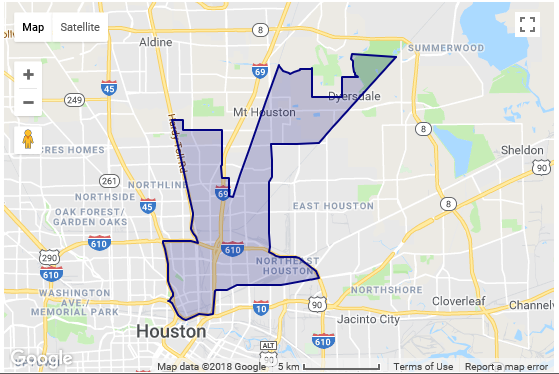 Map Satellite
Aldine
8
SUMMERWOOD
69
45
249
Dyersdale
Mt Houston
Hardy Toll Rd
8
Sheldon
CRES HOMES
261
NORTHLINE
NORTHSIDE
69
45
OAK FOREST/
GARDEN OAKS
EAST HOUSTON
8
610
610
290
610
NORTHEAST
HOUSTON
WASHINGTON
AVE./
MEMORIAL PARK
NORTHSHORE
90
10
Cloverleaf
Channelv
Jacinto City
Houston
610
ALT
90
Google
Map data ©2018 Google 5 km Terms of Use Report a map error